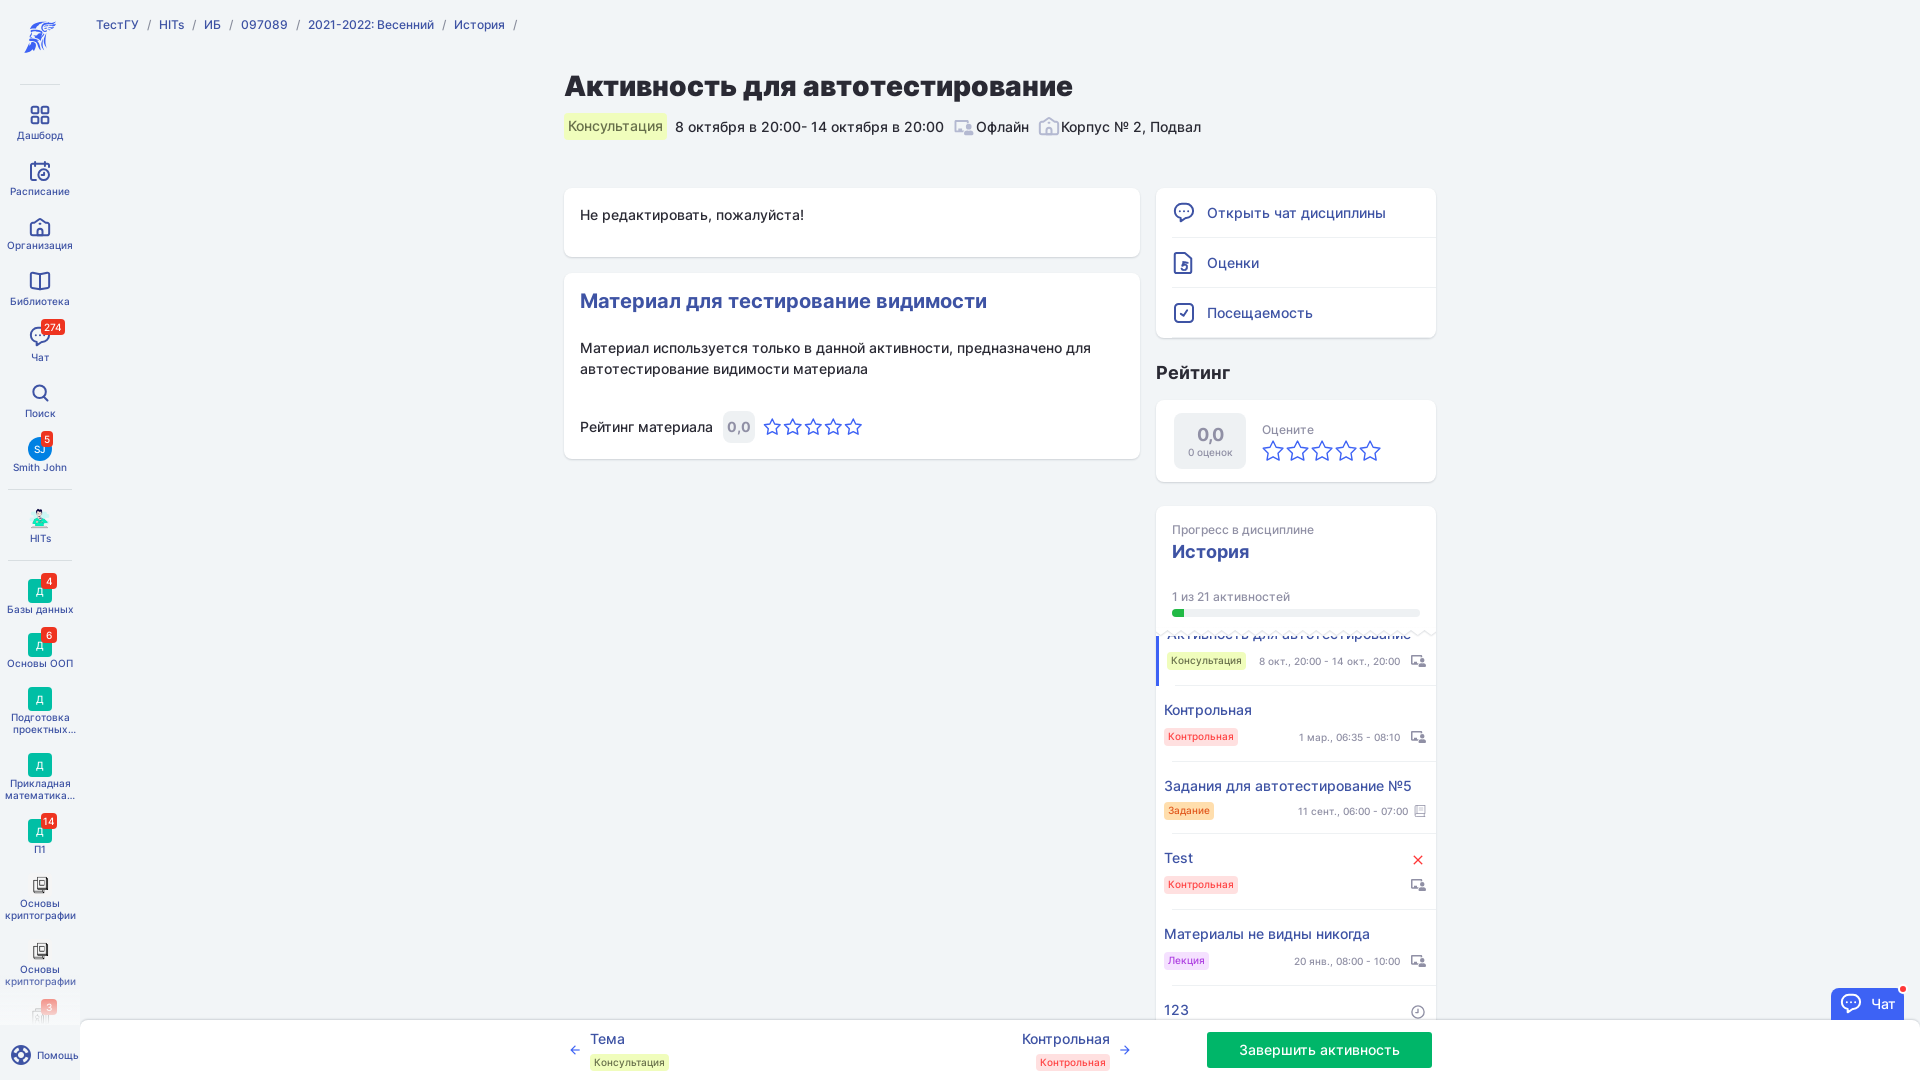 ТестГУ / HITs / ИБ / 097089 / 2021-2022: Весенний / История /
Дашборд
Расписание
Организация
Библиотека
274
Чат
Поиск
5
SJ
Smith John
HITs
4
Д
Базы данных
6
Д
Основы ООП
Д
Подготовка
проектных...
Д
Прикладная
математика...
14
Д
П1
Основы
криптографии
Основы
криптографии
3
Помощь
Активность для автотестирование
Консультация 8 октября в 20:00- 14 октября в 20:00 Офлайн Корпус № 2, Подвал
Не редактировать, пожалуйста!
Материал для тестирование видимости
Материал используется только в данной активности, предназначено для
автотестирование видимости материала
Рейтинг материала 0,0
Открыть чат дисциплины
Оценки
Посещаемость
Рейтинг
0,0
0 оценок
Оцените
Прогресс в дисциплине
История
1 из 21 активностей
Активность для автотестирование
Консультация 8 окт., 20:00 - 14 окт., 20:00
Контрольная
Контрольная 1 мар., 06:35 - 08:10
Задания для автотестирование №5
Задание 11 сент., 06:00 - 07:00
Test
Контрольная
Материалы не видны никогда
Лекция 20 янв., 08:00 - 10:00
123
Чат
Тема
Консультация
Контрольная
Контрольная
Завершить активность